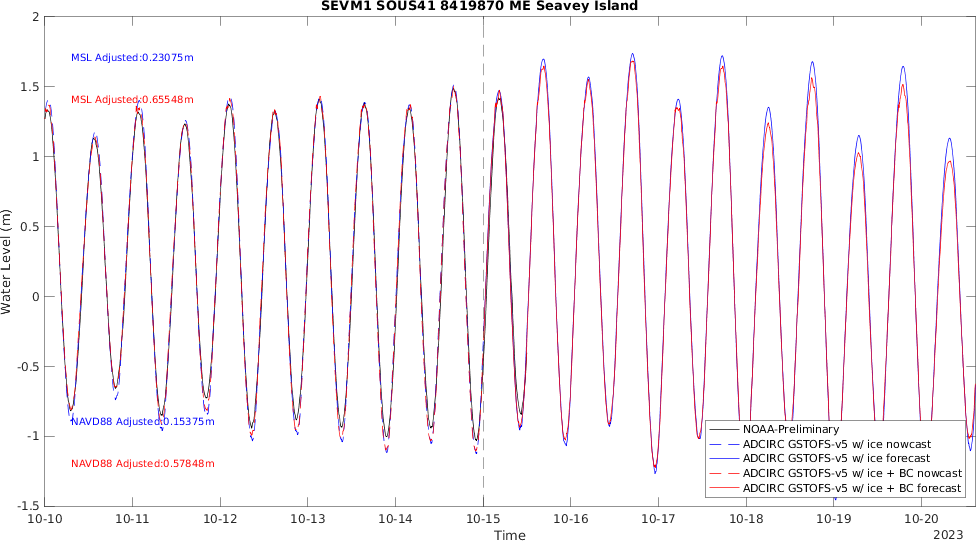 SEVM1 SOUS41 8419870 ME Seavey Island
MSL Adjusted:0.23075m
MSL Adjusted:0.65548m
NAVD88 Adjusted:0.15375m
NAVD88 Adjusted:0.57848m
Water Level (m)
2
1.5
1
0.5
0
-0.5
-1
-1.5
NOAA-Preliminary
ADCIRC GSTOFS-v5 w/ ice nowcast
ADCIRC GSTOFS-v5 w/ ice forecast
ADCIRC GSTOFS-v5 w/ ice + BC nowcast
ADCIRC GSTOFS-v5 w/ ice + BC forecast
10-10 10-11 10-12 10-13 10-14 10-15 10-16 10-17 10-18 10-19 10-20
Time
2023